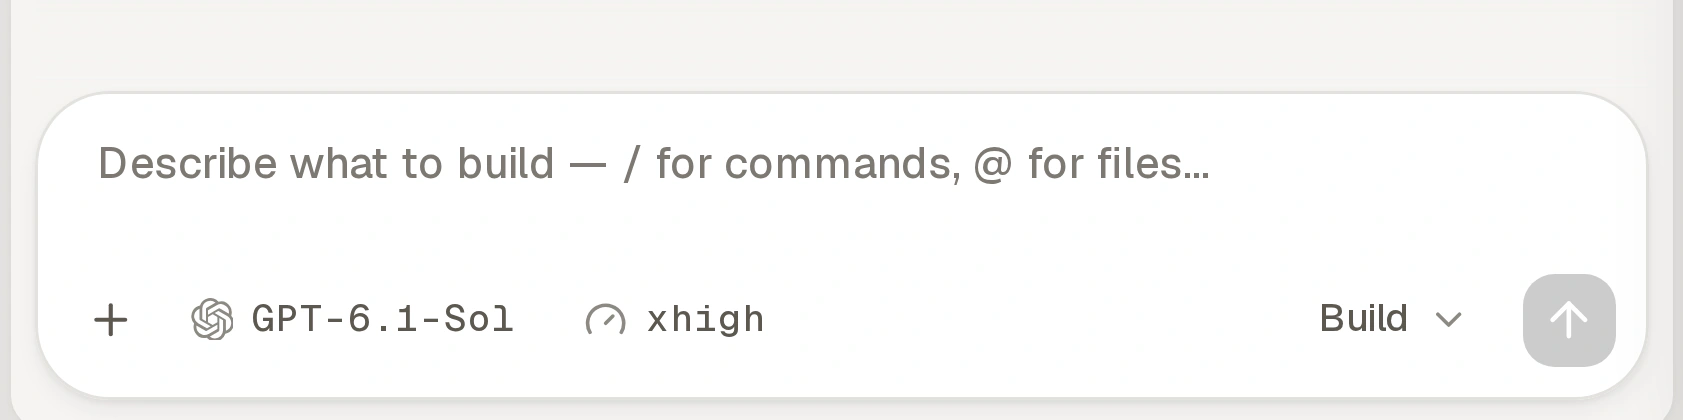 Describe what to build — / for commands, @ for files...
GPT-6.1-Sol xhigh Build